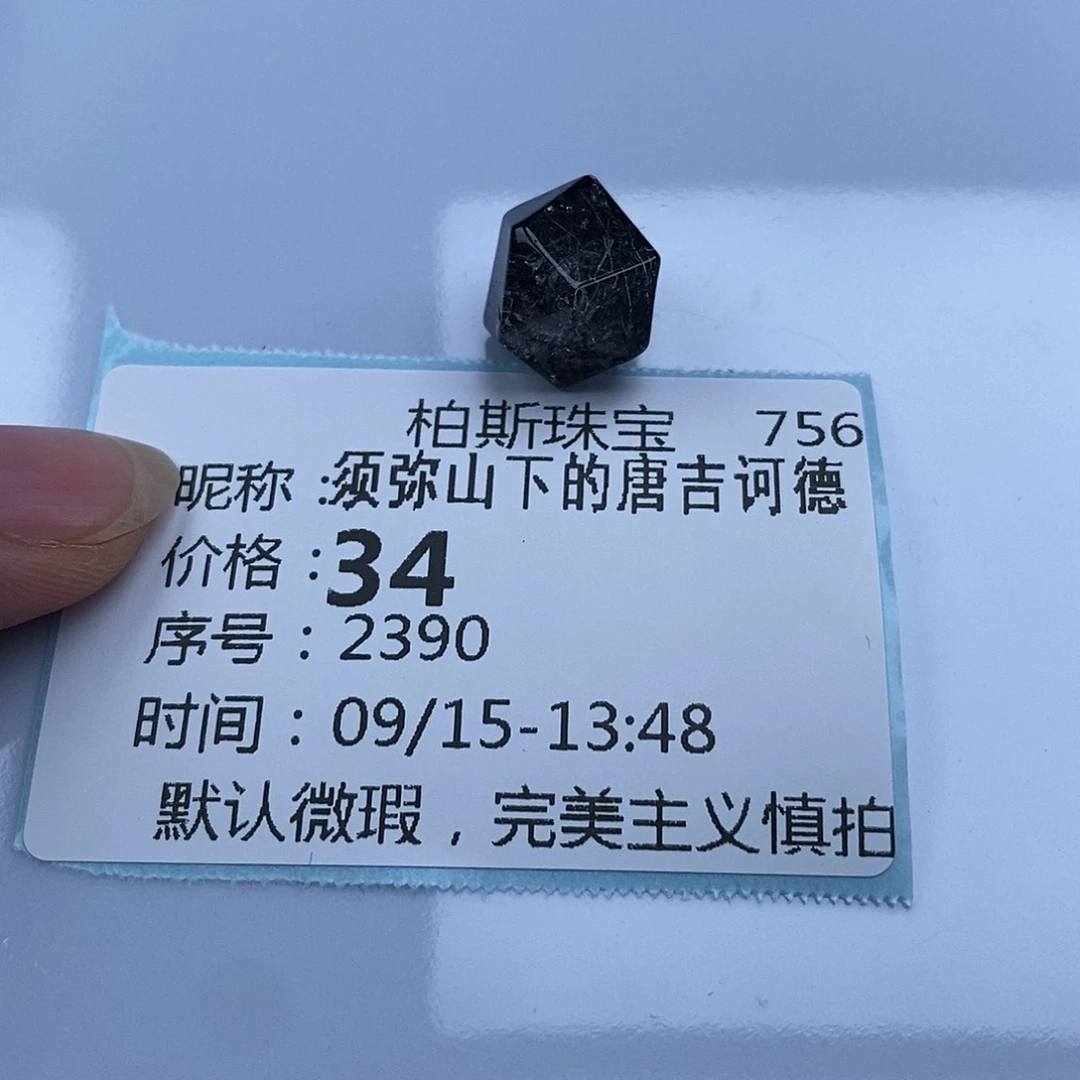 柏斯珠宝 756
昵称:须弥山下的唐吉诃德
价格:34
序号:2390
时间:09/15-13:48
默认微瑕,完美主义慎拍